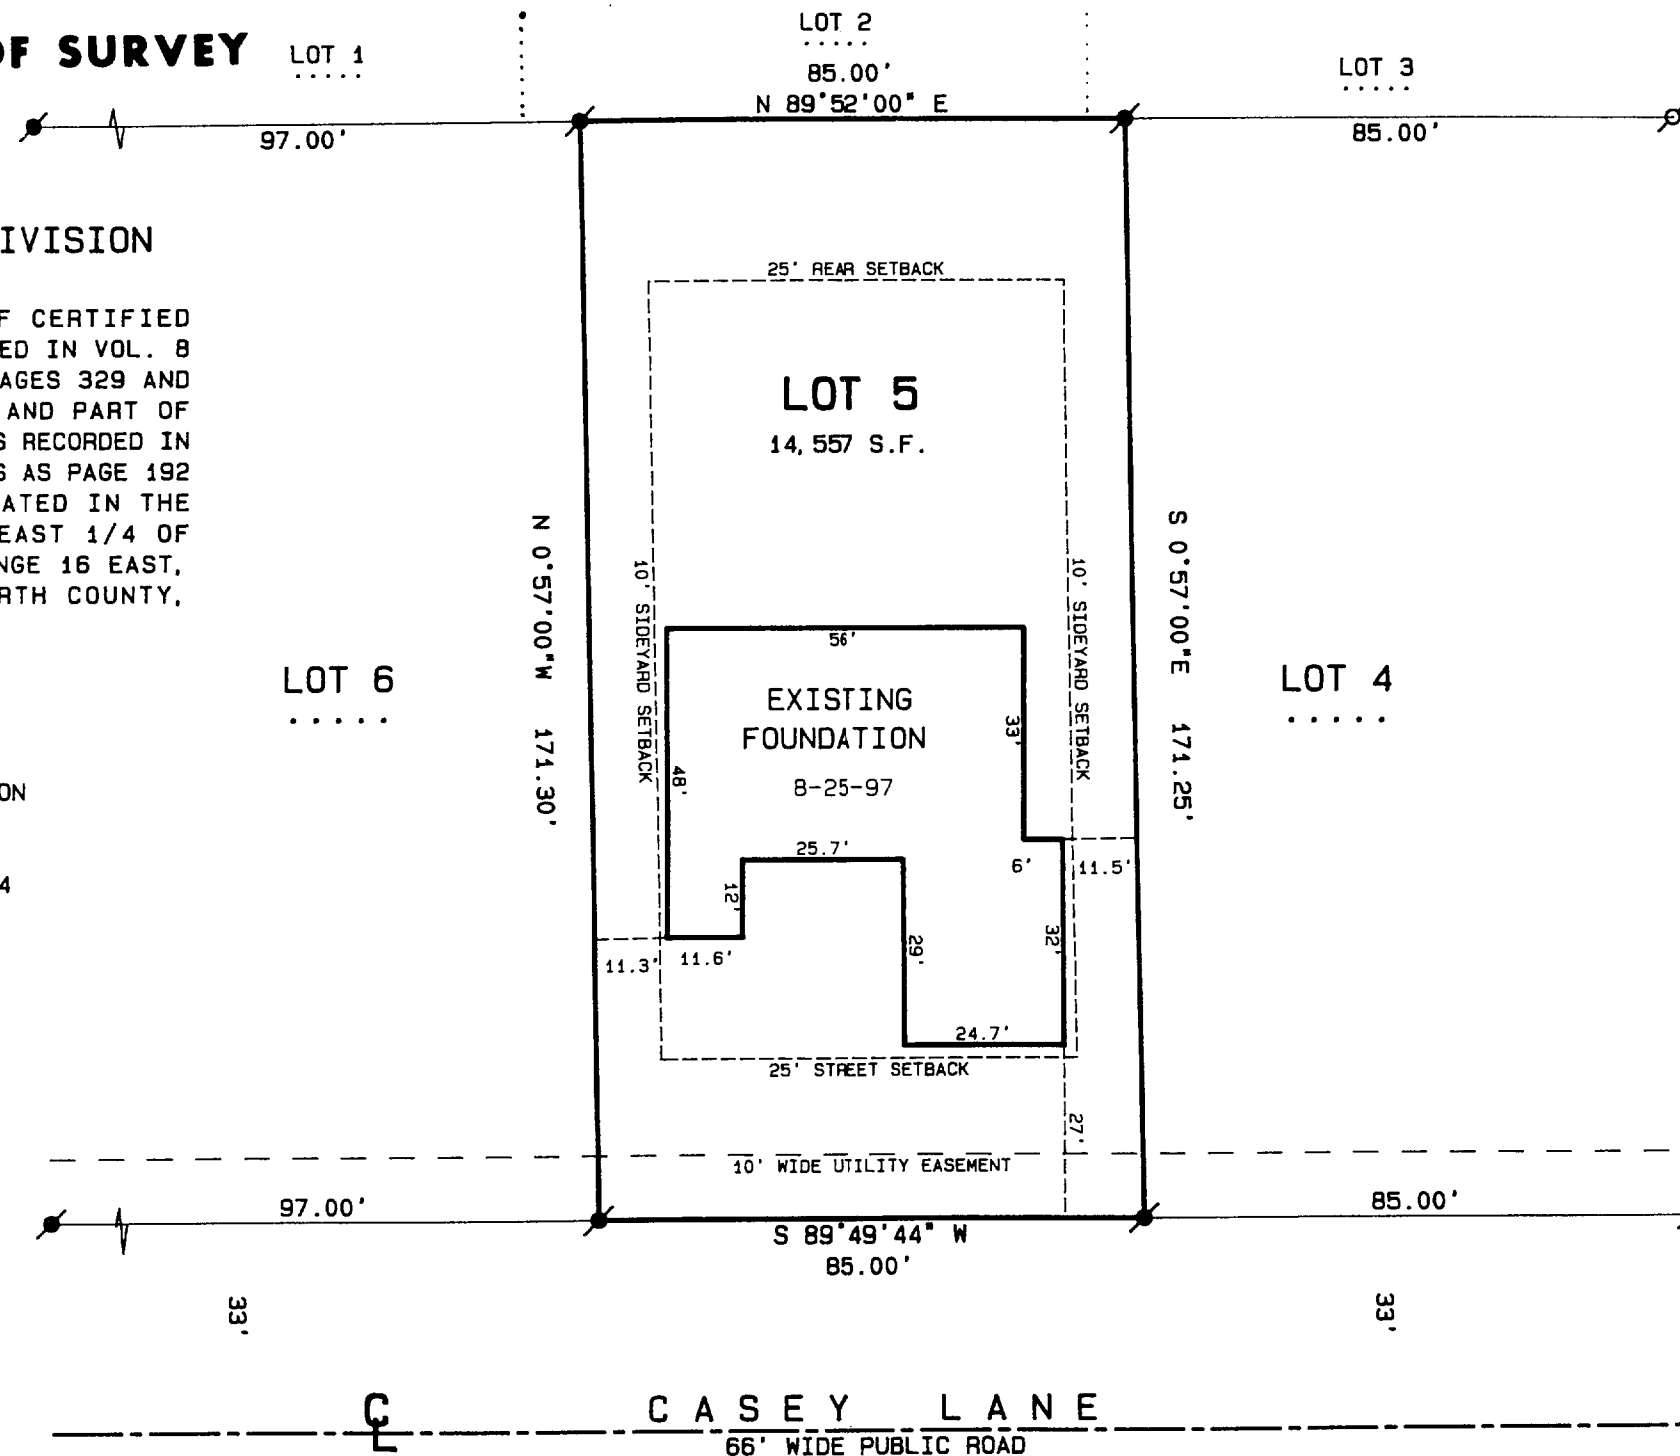 OF SURVEY
LOT 1
LOT 2
85.00'
N 89°52'00" E
LOT 3
97.00'
85.00'
IVISION
F CERTIFIED
ED IN VOL. 8
AGES 329 AND
AND PART OF
S RECORDED IN
S AS PAGE 192
ATED IN THE
EAST 1/4 OF
NGE 16 EAST,
RTH COUNTY,
25' REAR SETBACK
LOT 5
14,557 S.F.
N 0°57'00"W 171.30'
10' SIDEYARD SETBACK
10' SIDEYARD SETBACK
S 0°57'00"E 171.25'
LOT 6
LOT 4
56'
EXISTING
FOUNDATION
8-25-97
33'
48'
ON
25.7'
6'
11.5'
4
12'
29'
32'
11.3'
11.6'
24.7'
25' STREET SETBACK
27'
10' WIDE UTILITY EASEMENT
97.00'
85.00'
S 89°49'44" W
85.00'
33'
33'
CL
CASEY LANE
66' WIDE PUBLIC ROAD